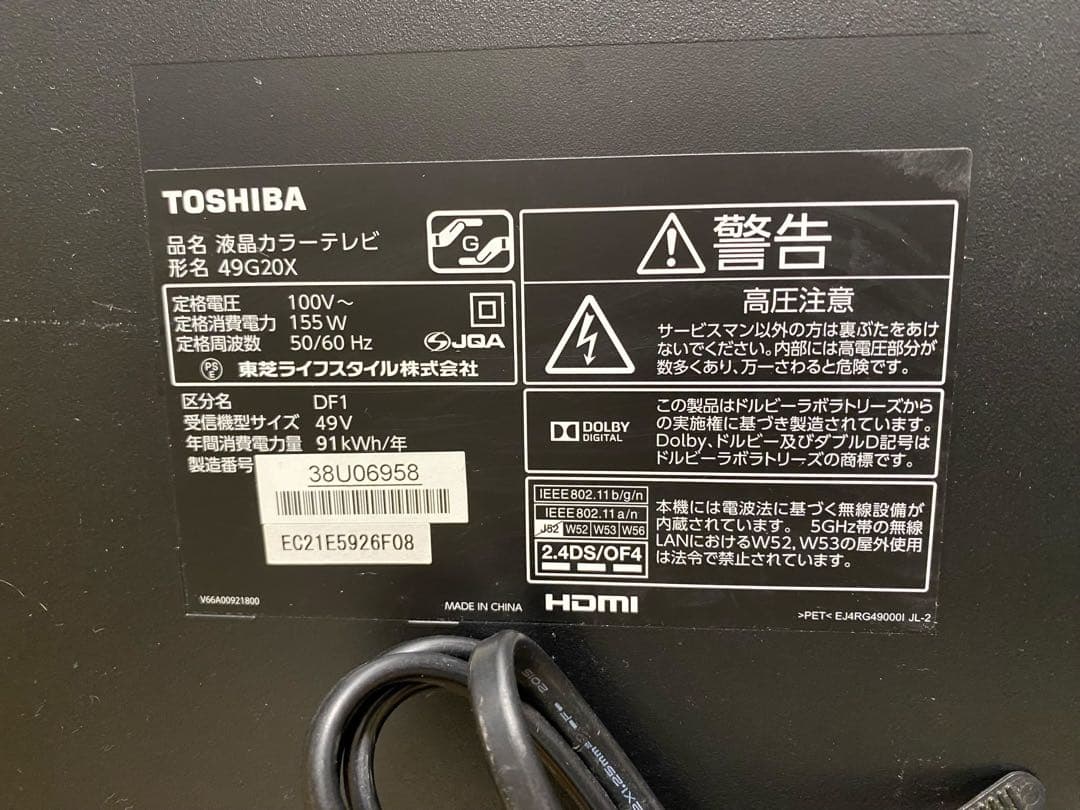 TOSHIBA
品名 液晶カラーテレビ
形名 49G20X
G
定格電圧 100V～
定格消費電力 155W
定格周波数 50/60 Hz
JQA
PS
E
東芝ライフスタイル株式会社
区分名 DF1
受信機型サイズ 49V
年間消費電力量 91kWh/年
製造番号
38U06958
EC21E5926F08
V66A00921800
MADE IN CHINA
警告
高圧注意
サービスマン以外の方は裏ぶたをあけ
ないでください。内部には高電圧部分が
数多くあり、万一さわると危険です。
DOLBY
DIGITAL
この製品はドルビーラボラトリーズから
の実施権に基づき製造されています。
Dolby、ドルビー及びダブルD記号は
ドルビーラボラトリーズの商標です。
IEEE802.11b/g/n
IEEE802.11a/n
J52 W52 W53 W56
2.4DS/OF4
本機には電波法に基づく無線設備が
内蔵されています。 5GHz帯の無線
LANにおけるW52, W53の屋外使用
は法令で禁止されています。
HDMI
>PET< EJ4RG49000I JL-2
2015